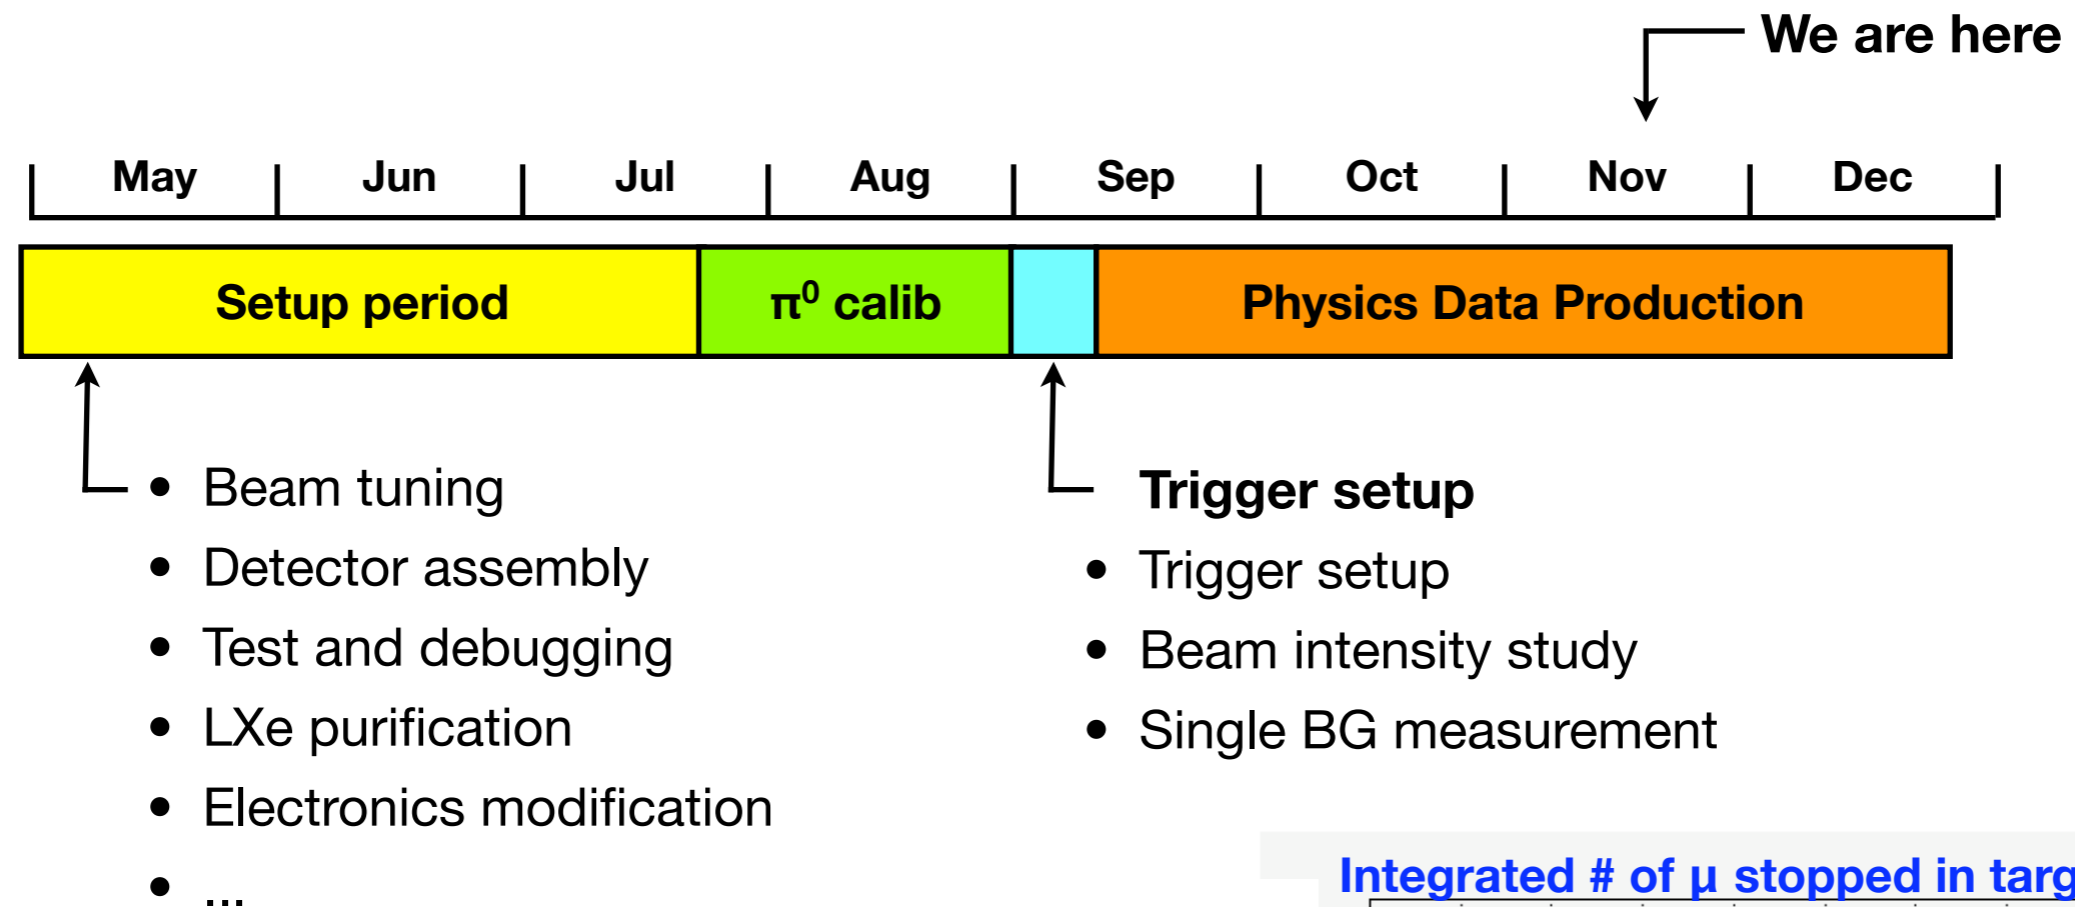 We are here
May Jun Jul Aug Sep Oct Nov Dec
Setup period π⁰ calib Physics Data Production
• Beam tuning
• Detector assembly
• Test and debugging
• LXe purification
• Electronics modification
• ...
Trigger setup
• Trigger setup
• Beam intensity study
• Single BG measurement
Integrated # of μ stopped in targ